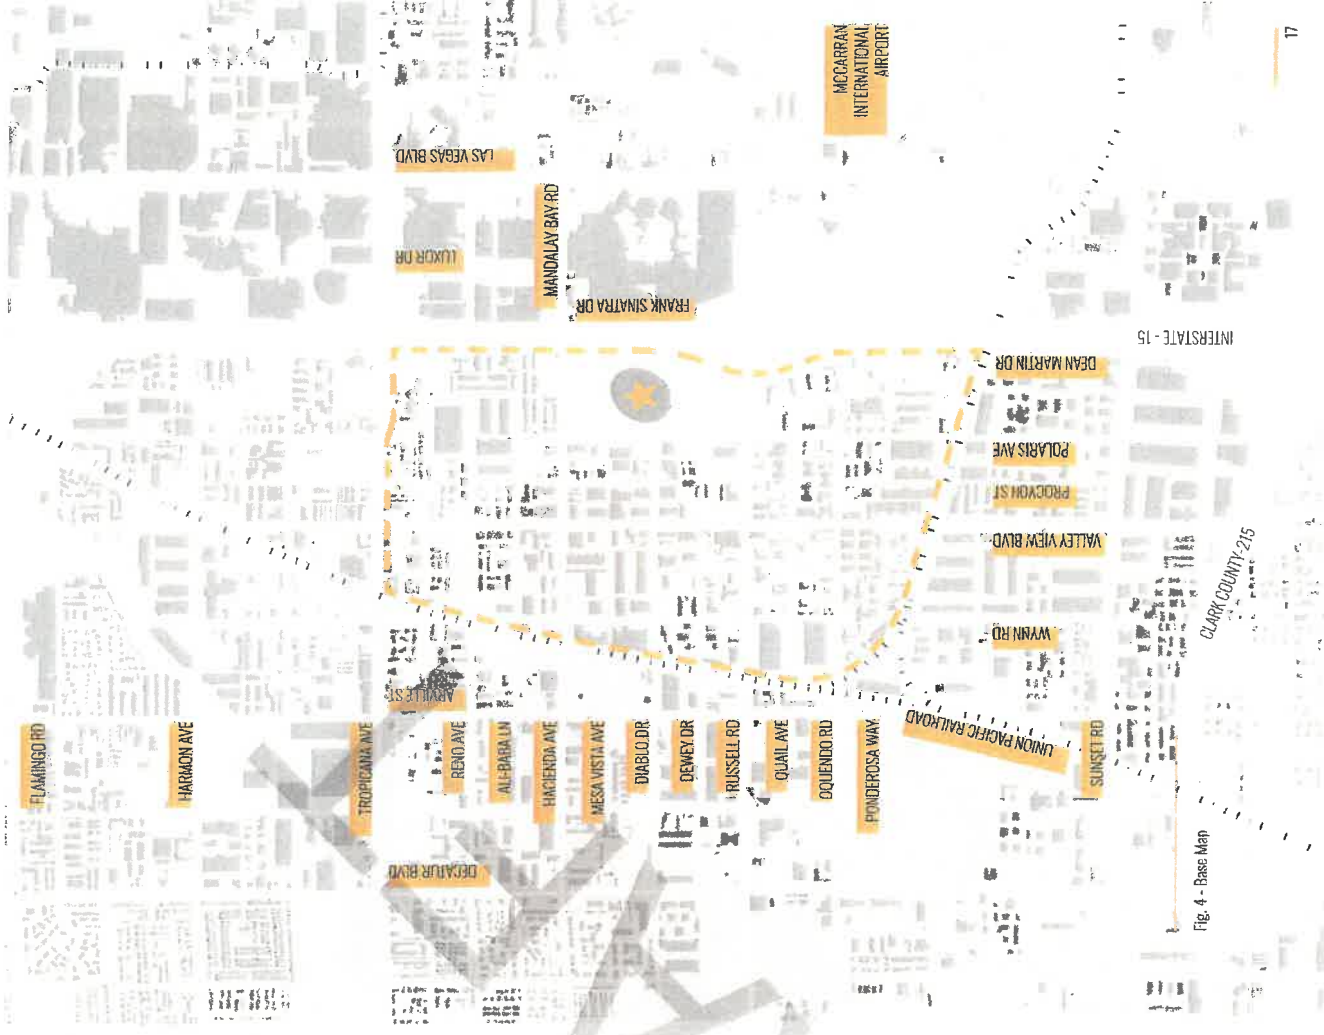 MCCARRAN
INTERNATIONAL
AIRPORT
17
LAS VEGAS BLVD
MANDALAY BAY RD
LUXOR DR
FRANK SINATRA DR
INTERSTATE - 15
DEAN MARTIN DR
POLARIS AVE
PROCYON ST
VALLEY VIEW BLVD
CLARK COUNTY-215
WYNN RD
ARVILLE ST
FLAMINGO RD
HARMON AVE
TROPICANA AVE
RENO AVE
ALI-BABA LN
HACIENDA AVE
MESA VISTA AVE
DIABLO DR
DEWEY DR
RUSSELL RD
QUAIL AVE
OQUENDO RD
PONDEROSA WAY
UNION PACIFIC RAILROAD
SUNSET RD
DECATUR BLVD
Fig. 4 - Base Map